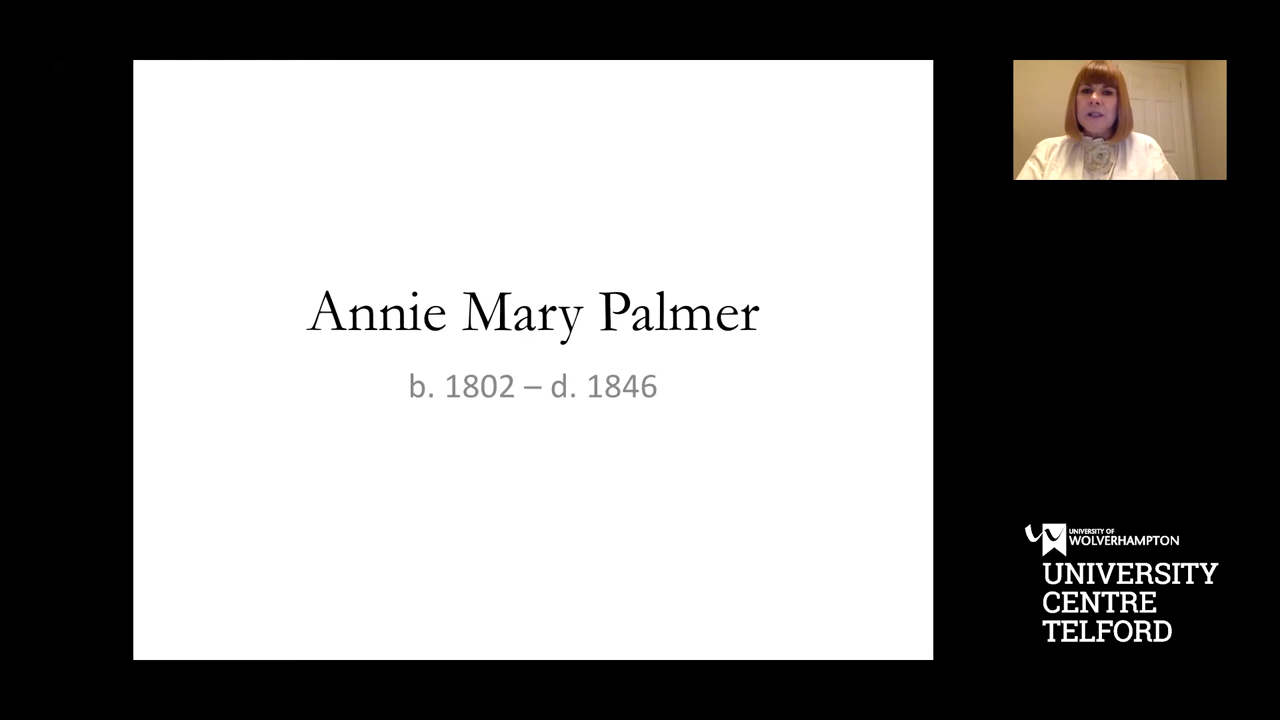 Annie Mary Palmer
b. 1802 – d. 1846
UNIVERSITY OF
WOLVERHAMPTON
UNIVERSITY
CENTRE
TELFORD